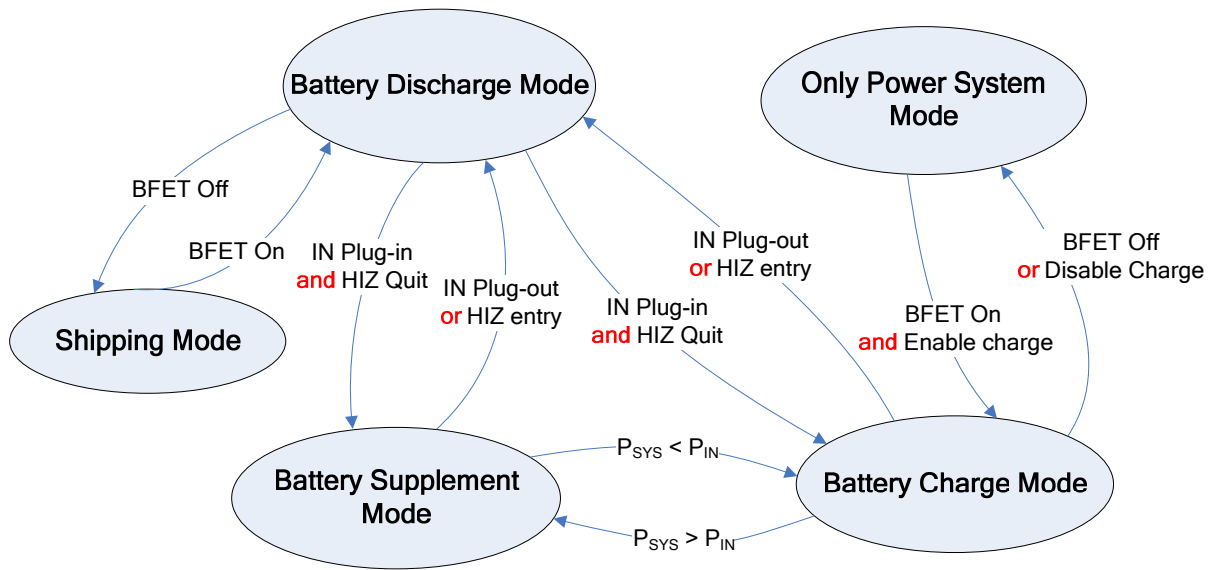 Battery Discharge Mode
Only Power System
Mode
BFET Off
BFET On
IN Plug-in
and HIZ Quit
IN Plug-out
or HIZ entry
IN Plug-in
and HIZ Quit
IN Plug-out
or HIZ entry
BFET On
and Enable charge
BFET Off
or Disable Charge
Shipping Mode
Battery Supplement
Mode
PSYS < PIN
PSYS > PIN
Battery Charge Mode